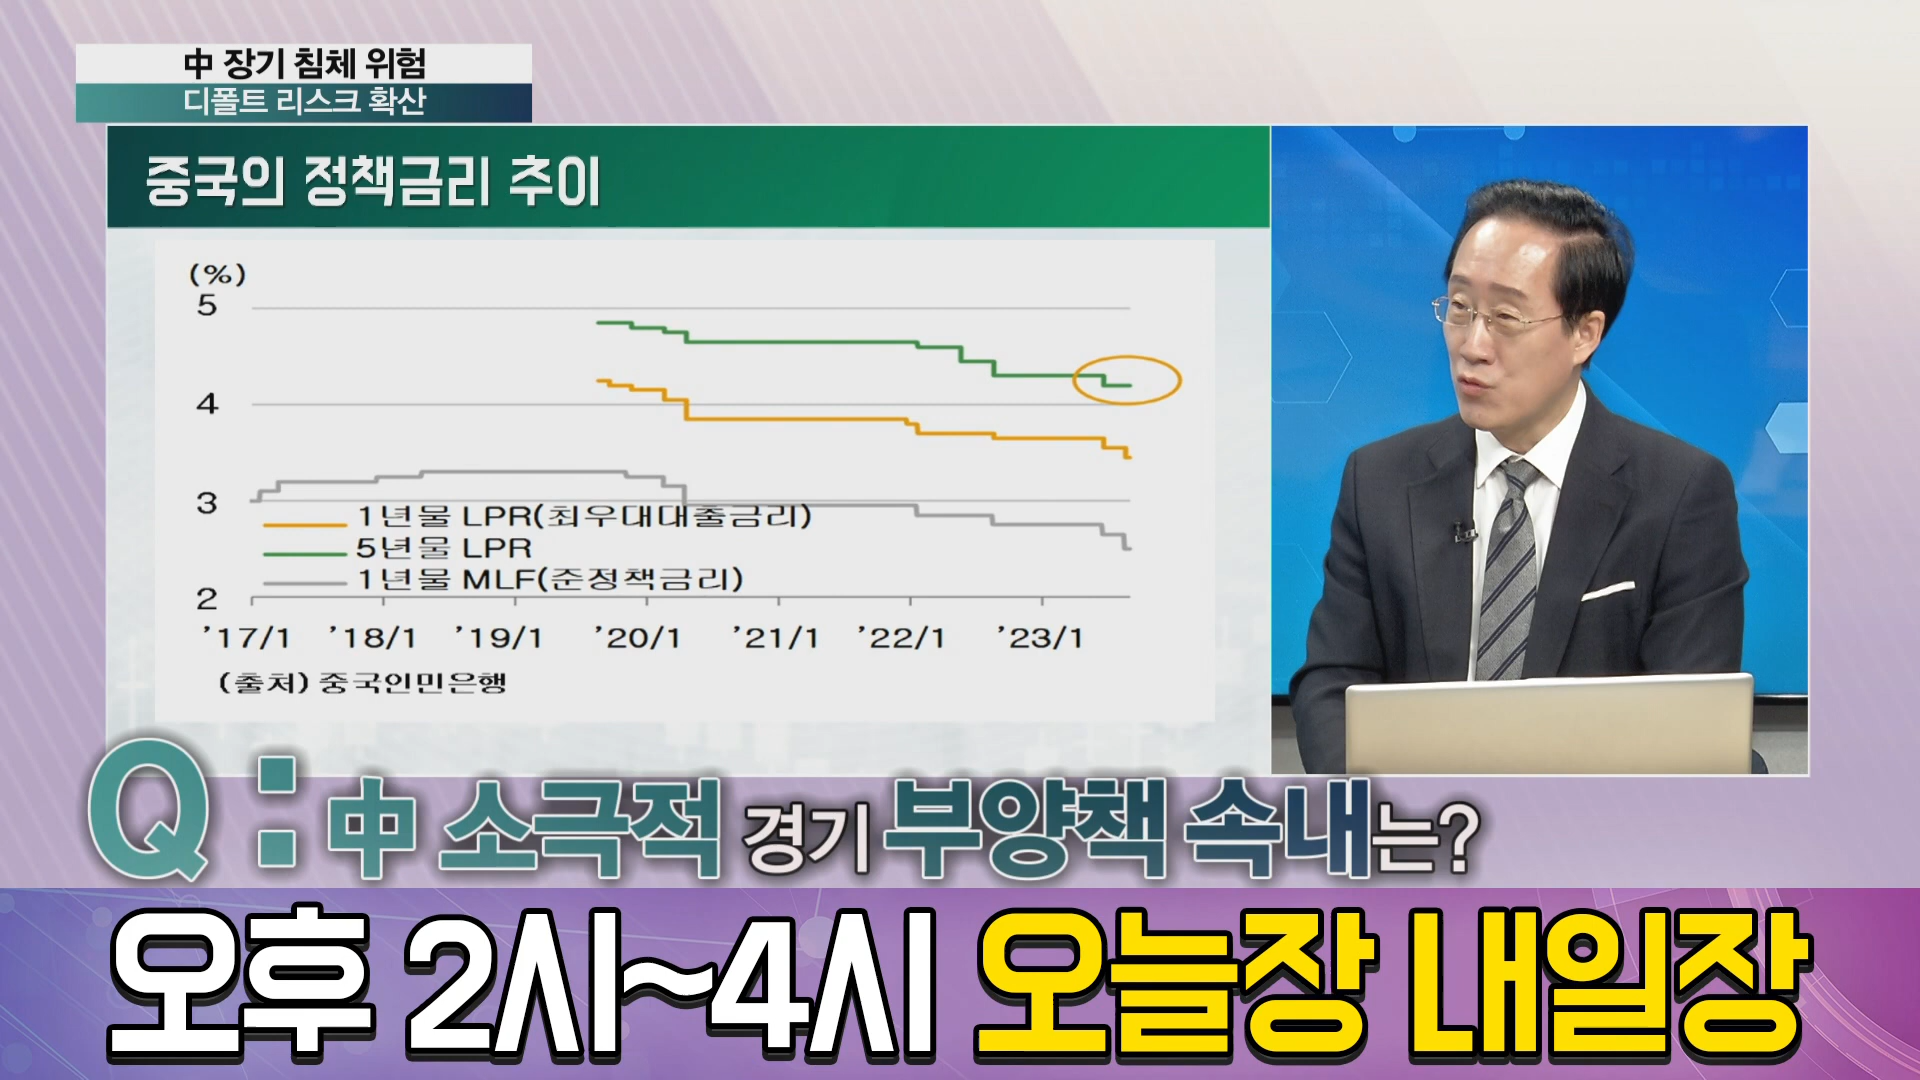 中 장기 침체 위험
디폴트 리스크 확산
중국의 정책금리 추이
(%)
5
4
3
2
1년물 LPR(최우대대출금리)
5년물 LPR
1년물 MLF(준정책금리)
’17/1 ’18/1 ’19/1 ’20/1 ’21/1 ’22/1 ’23/1
(출처) 중국인민은행
Q : 中 소극적 경기 부양책 속내는?
오후 2시~4시 오늘장 내일장